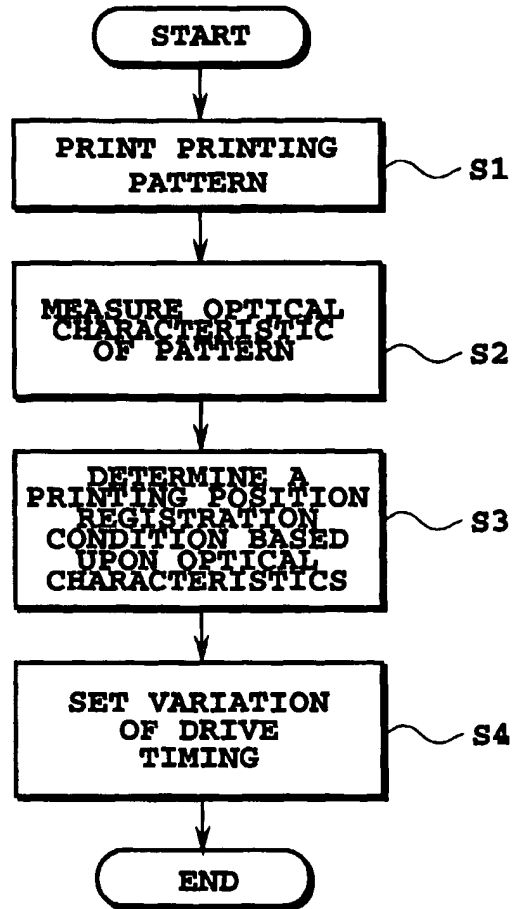 START
PRINT PRINTING
PATTERN
S1
MEASURE OPTICAL
CHARACTERISTIC
OF PATTERN
S2
DETERMINE A
PRINTING POSITION
REGISTRATION
CONDITION BASED
UPON OPTICAL
CHARACTERISTICS
S3
SET VARIATION
OF DRIVE
TIMING
S4
END